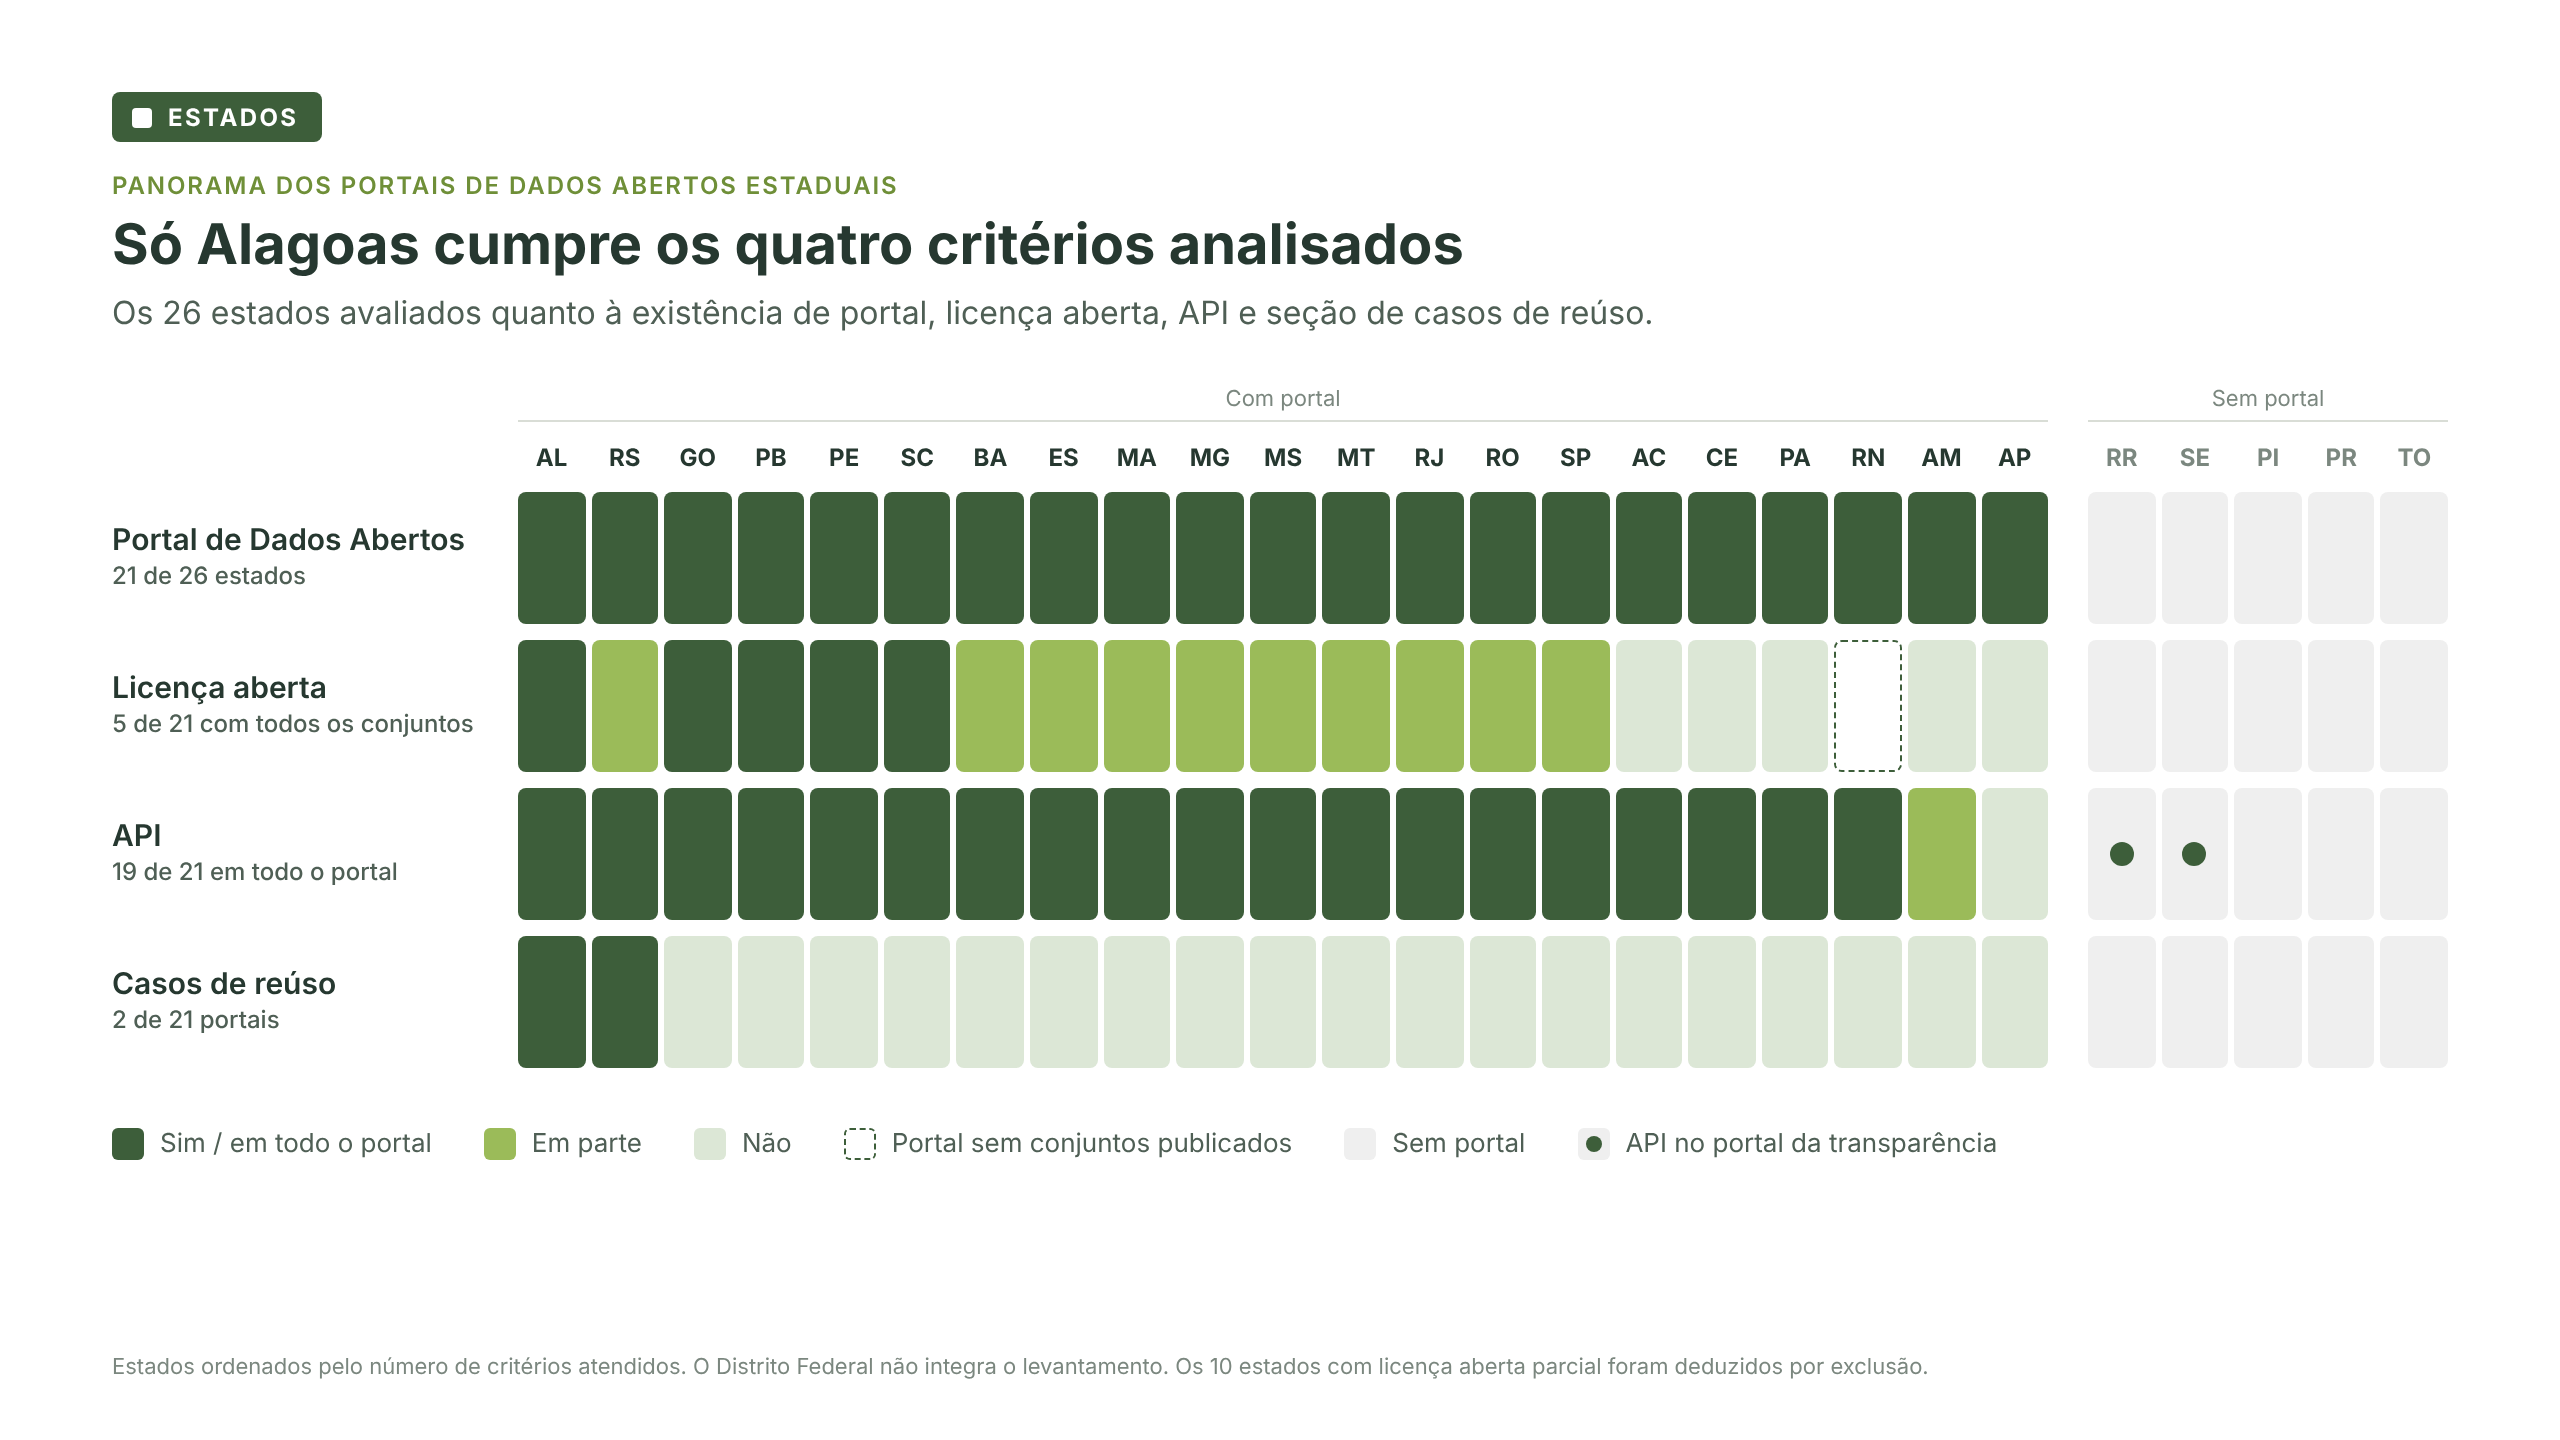 ESTADOS
PANORAMA DOS PORTAIS DE DADOS ABERTOS ESTADUAIS
Só Alagoas cumpre os quatro critérios analisados
Os 26 estados avaliados quanto à existência de portal, licença aberta, API e seção de casos de reúso.
Com portal Sem portal
AL RS GO PB PE SC BA ES MA MG MS MT RJ RO SP AC CE PA RN AM AP RR SE PI PR TO
Portal de Dados Abertos
21 de 26 estados
Licença aberta
5 de 21 com todos os conjuntos
API
19 de 21 em todo o portal
Casos de reúso
2 de 21 portais
Sim / em todo o portal Em parte Não Portal sem conjuntos publicados Sem portal API no portal da transparência
Estados ordenados pelo número de critérios atendidos. O Distrito Federal não integra o levantamento. Os 10 estados com licença aberta parcial foram deduzidos por exclusão.